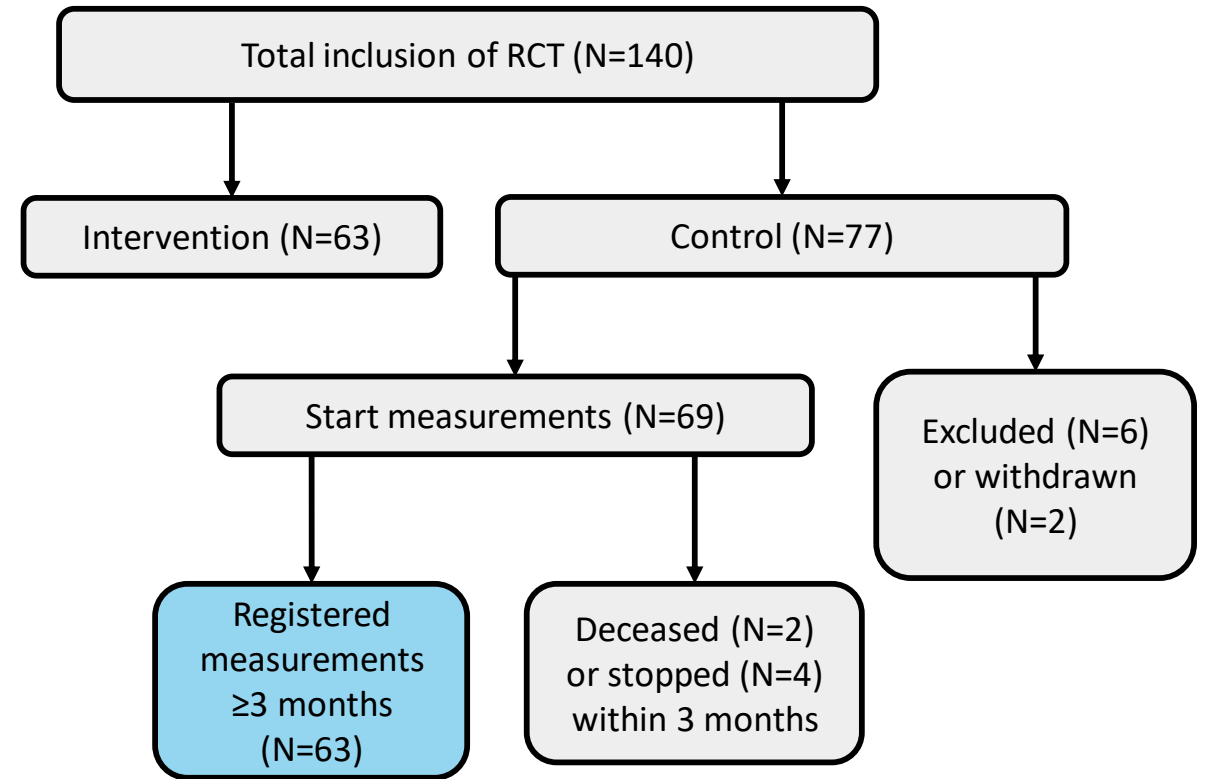 Total inclusion of RCT (N=140)
Intervention (N=63)
Control (N=77)
Start measurements (N=69)
Excluded (N=6)
or withdrawn
(N=2)
Registered
measurements
≥3 months
(N=63)
Deceased (N=2)
or stopped (N=4)
within 3 months